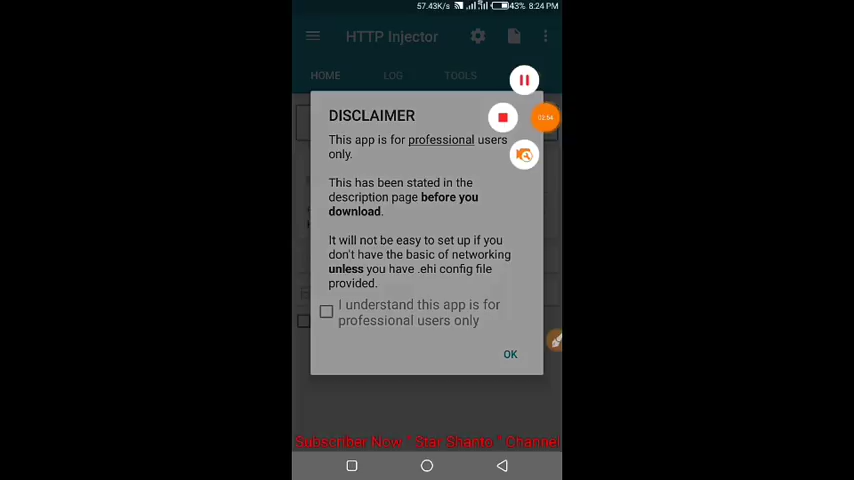 57.43K/s 43% 8:24 PM
HTTP Injector
HOME LOG TOOLS
DISCLAIMER
02:54
This app is for professional users
only.
This has been stated in the
description page before you
download.
It will not be easy to set up if you
don't have the basic of networking
unless you have .ehi config file
provided.
I understand this app is for
professional users only
OK
Subscriber Now " Star Shanto " Channel